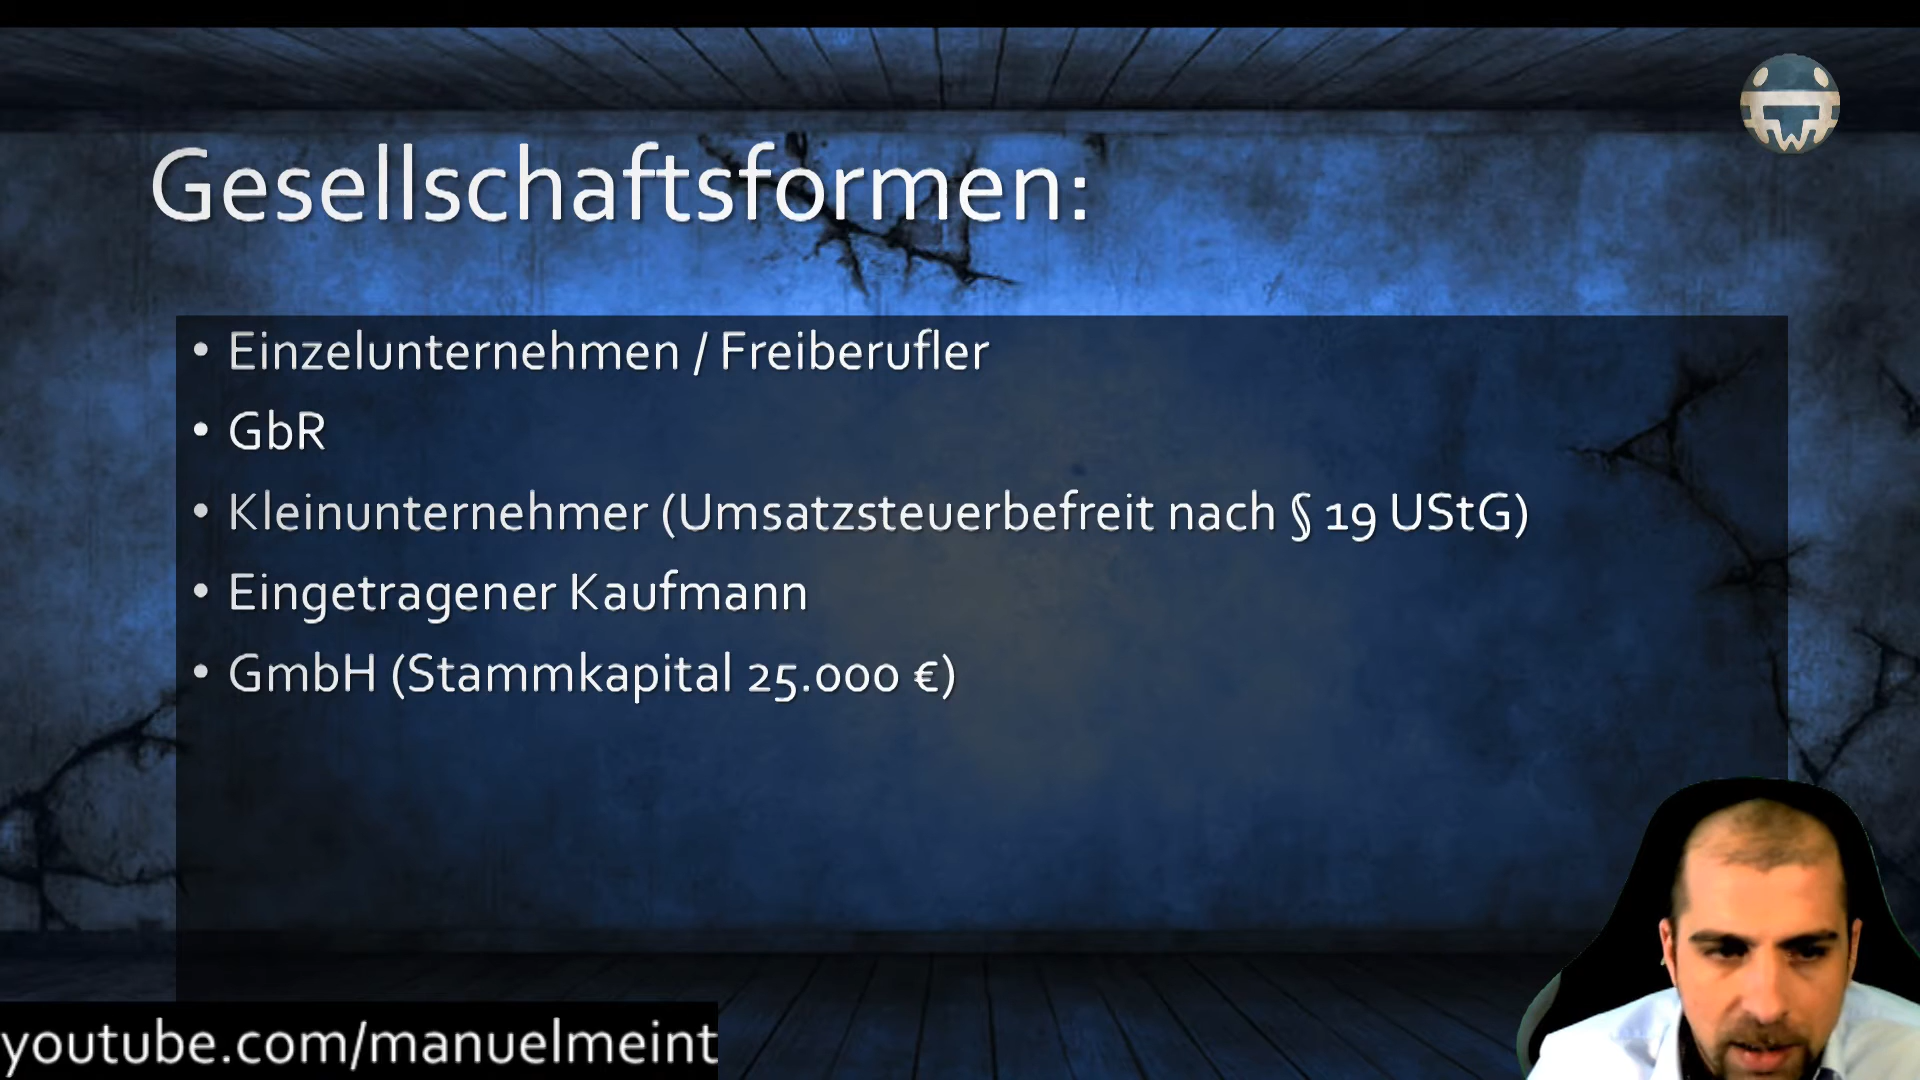 Gesellschaftsformen:
• Einzelunternehmen / Freiberufler
• GbR
• Kleinunternehmer (Umsatzsteuerbefreit nach § 19 UStG)
• Eingetragener Kaufmann
• GmbH (Stammkapital 25.000 €)
youtube.com/manuelmeint